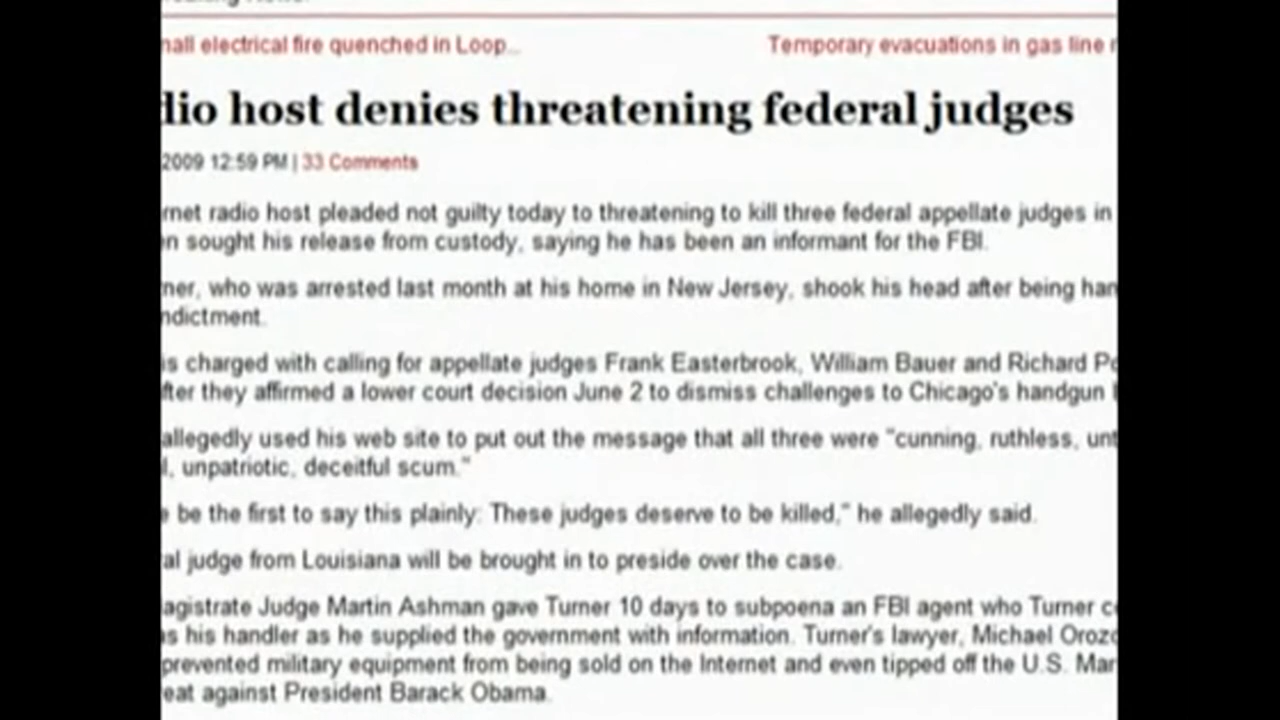 nall electrical fire quenched in Loop...
Temporary evacuations in gas line
dio host denies threatening federal judges
2009 12:59 PM | 33 Comments
rnet radio host pleaded not guilty today to threatening to kill three federal appellate judges in
n sought his release from custody, saying he has been an informant for the FBI.
ner, who was arrested last month at his home in New Jersey, shook his head after being han
ndictment.
s charged with calling for appellate judges Frank Easterbrook, William Bauer and Richard Po
fter they affirmed a lower court decision June 2 to dismiss challenges to Chicago's handgun
allegedly used his web site to put out the message that all three were "cunning, ruthless, unt
l, unpatriotic, deceitful scum."
e be the first to say this plainly: These judges deserve to be killed," he allegedly said.
al judge from Louisiana will be brought in to preside over the case.
agistrate Judge Martin Ashman gave Turner 10 days to subpoena an FBI agent who Turner c
s his handler as he supplied the government with information. Turner's lawyer, Michael Orozc
prevented military equipment from being sold on the Internet and even tipped off the U.S. Mar
eat against President Barack Obama.